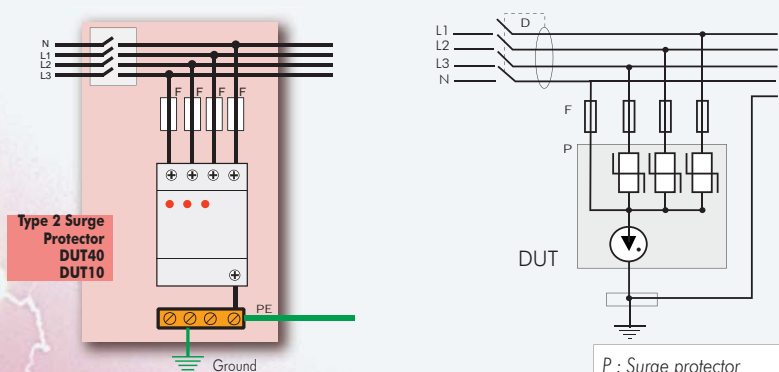 N
L1
L2
L3
F
F
F
F
Type 2 Surge
Protector
DUT40
DUT10
PE
Ground
L1
L2
L3
N
D
F
P
DUT
P : Surge protector